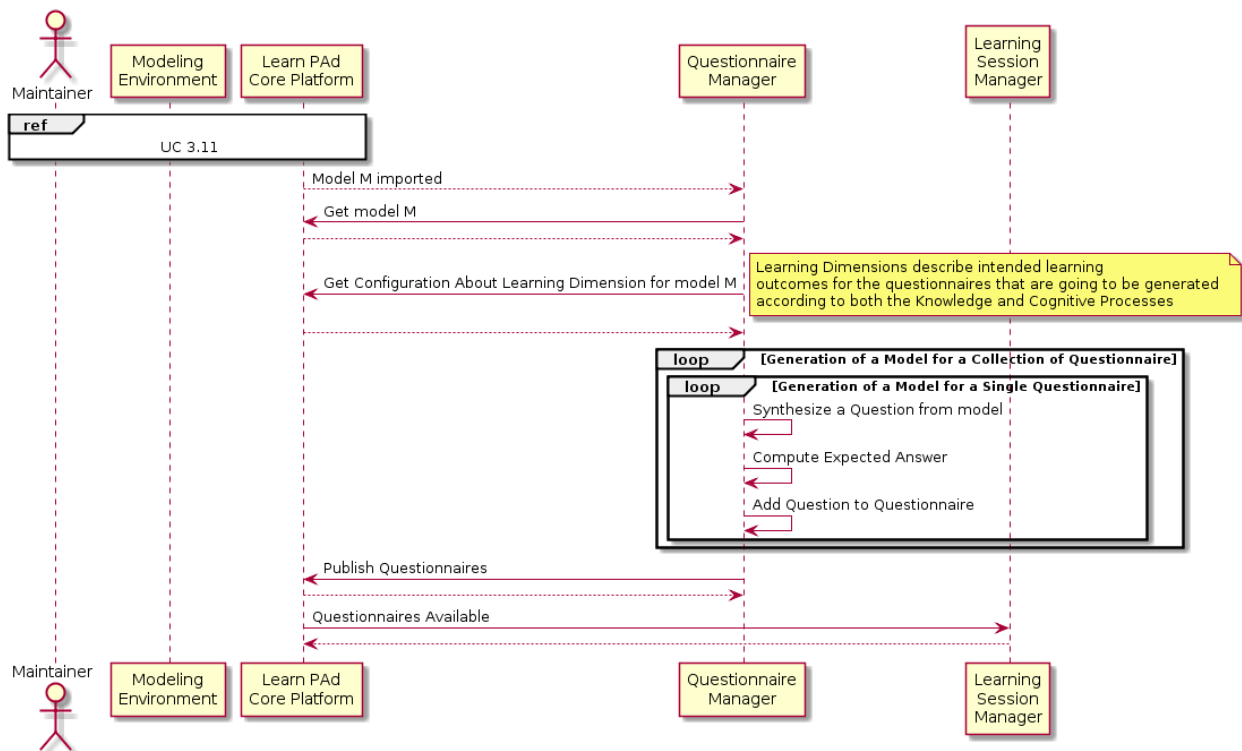 Maintainer
Modeling
Environment
Learn PAd
Core Platform
Questionnaire
Manager
Learning
Session
Manager
ref
UC 3.11
Model M imported
Get model M
Get Configuration About Learning Dimension for model M
Learning Dimensions describe intended learning
outcomes for the questionnaires that are going to be generated
according to both the Knowledge and Cognitive Processes
loop [Generation of a Model for a Collection of Questionnaire]
loop [Generation of a Model for a Single Questionnaire]
Synthesize a Question from model
Compute Expected Answer
Add Question to Questionnaire
Publish Questionnaires
Questionnaires Available
Maintainer
Modeling
Environment
Learn PAd
Core Platform
Questionnaire
Manager
Learning
Session
Manager